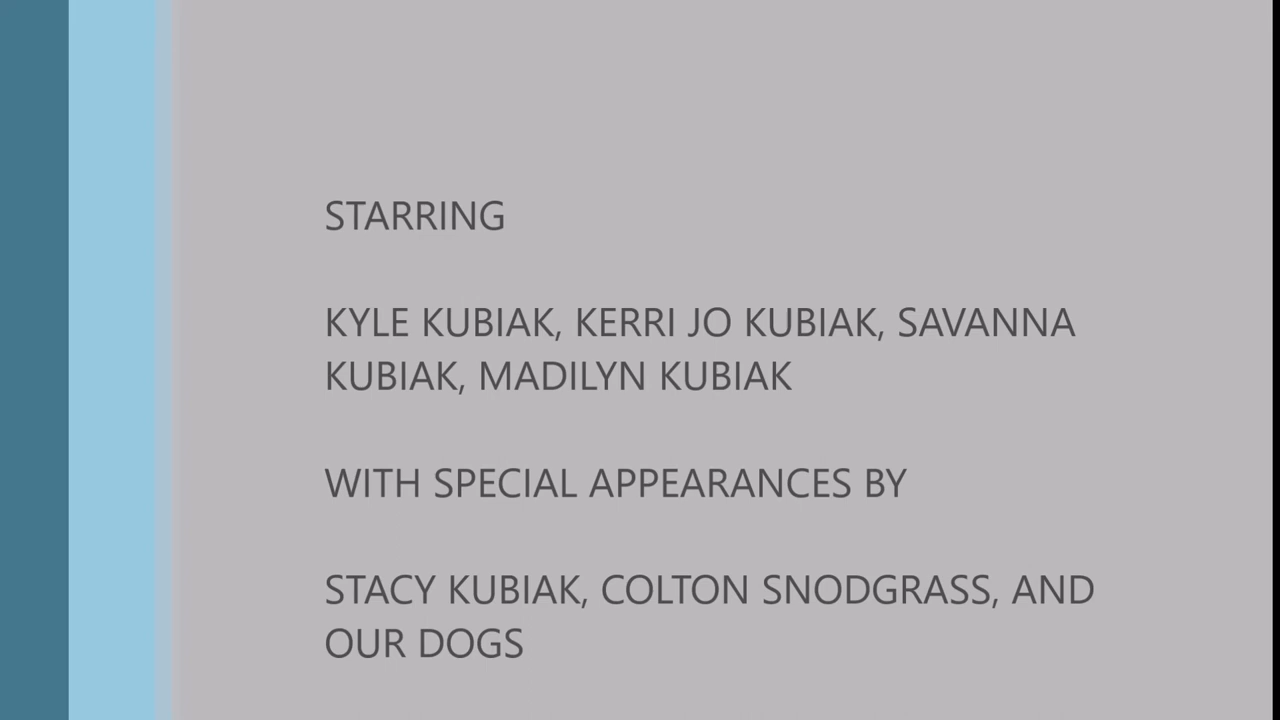 STARRING
KYLE KUBIAK, KERRI JO KUBIAK, SAVANNA
KUBIAK, MADILYN KUBIAK
WITH SPECIAL APPEARANCES BY
STACY KUBIAK, COLTON SNODGRASS, AND
OUR DOGS